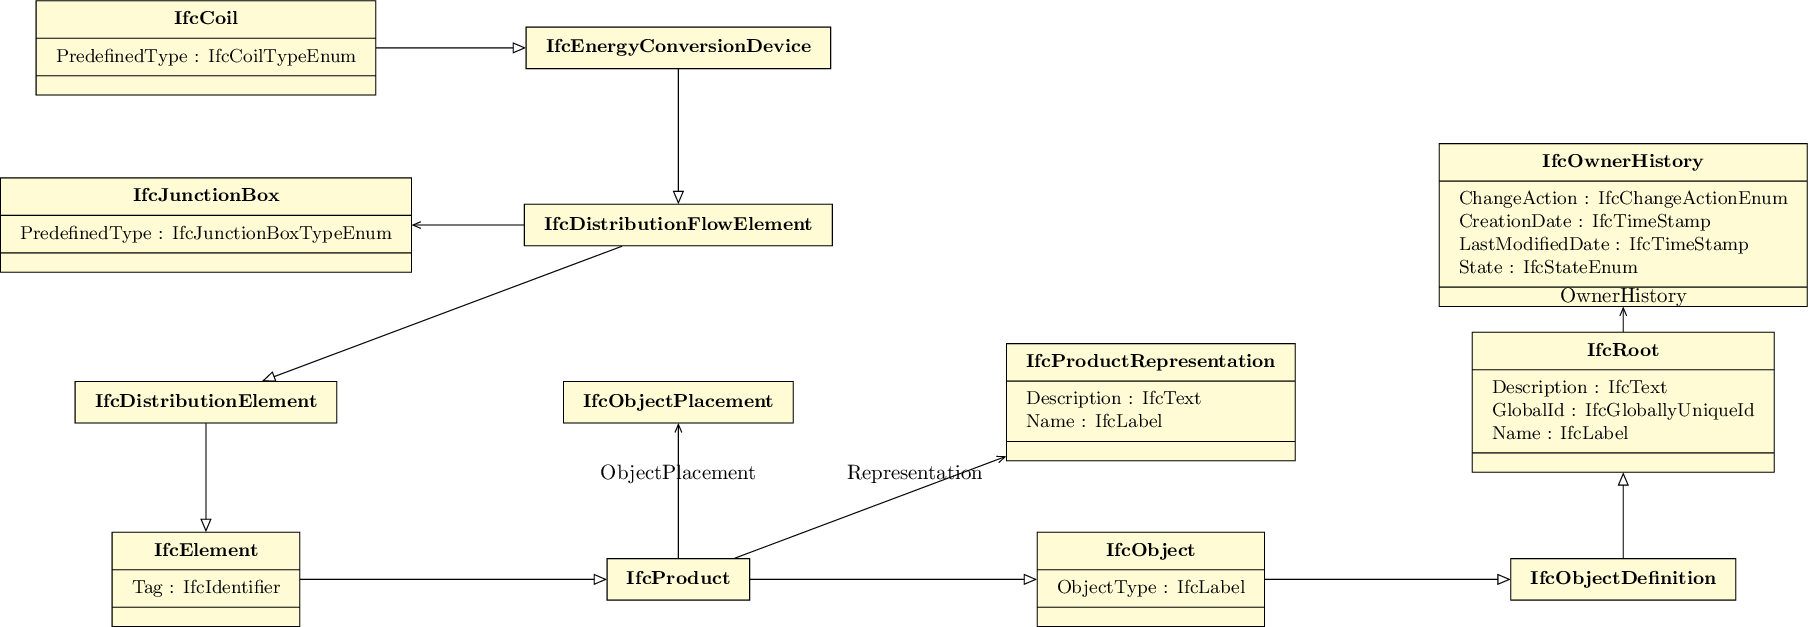 IfcCoil
PredefinedType : IfcCoilTypeEnum
IfcEnergyConversionDevice
IfcOwnerHistory
ChangeAction : IfcChangeActionEnum
CreationDate : IfcTimeStamp
LastModifiedDate : IfcTimeStamp
State : IfcStateEnum
IfcJunctionBox
PredefinedType : IfcJunctionBoxTypeEnum
IfcDistributionFlowElement
OwnerHistory
IfcRoot
Description : IfcText
GlobalId : IfcGloballyUniqueId
Name : IfcLabel
IfcProductRepresentation
Description : IfcText
Name : IfcLabel
IfcDistributionElement
IfcObjectPlacement
ObjectPlacement
Representation
IfcElement
Tag : IfcIdentifier
IfcProduct
IfcObject
ObjectType : IfcLabel
IfcObjectDefinition